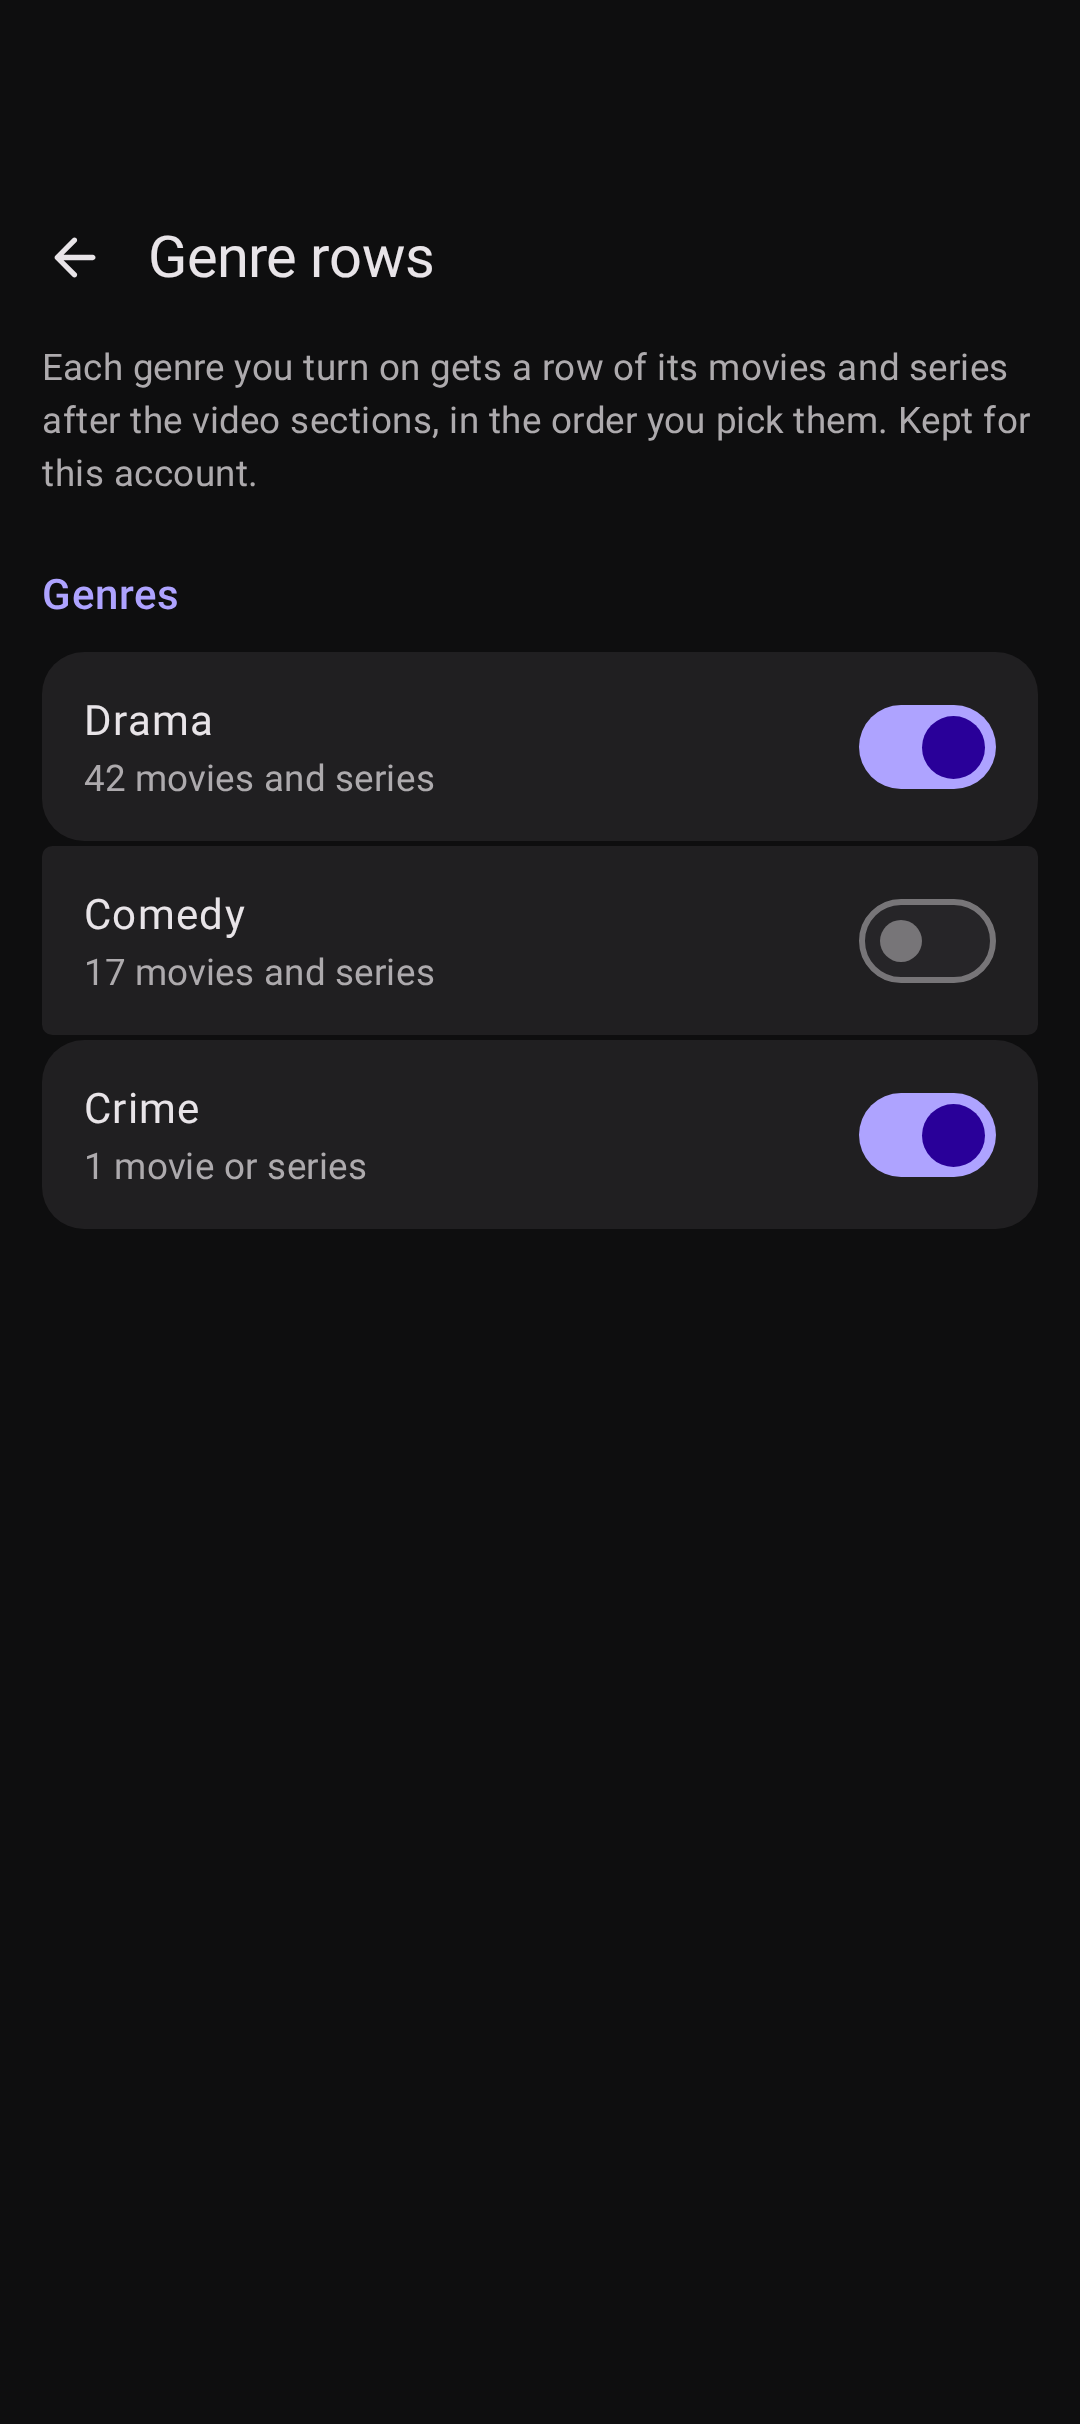 Genre rows
Each genre you turn on gets a row of its movies and series
after the video sections, in the order you pick them. Kept for
this account.
Genres
Drama
42 movies and series
Comedy
17 movies and series
Crime
1 movie or series